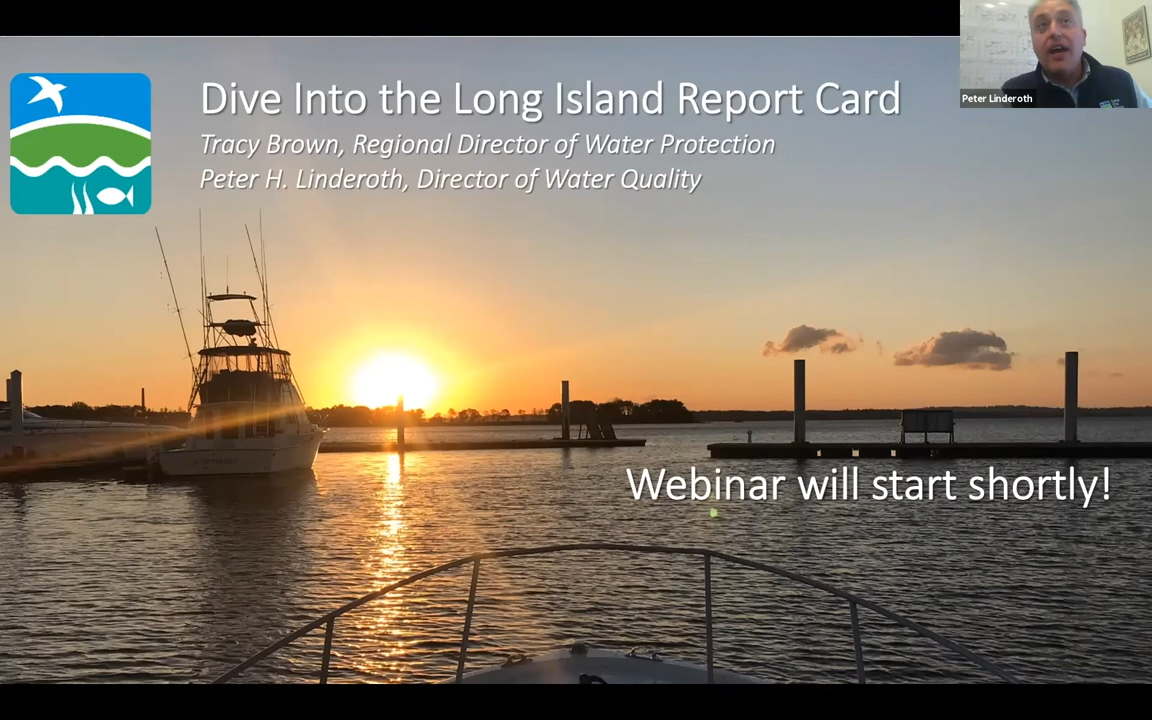 Dive Into the Long Island Report Card
Tracy Brown, Regional Director of Water Protection
Peter H. Linderoth, Director of Water Quality
Peter Linderoth
Webinar will start shortly!